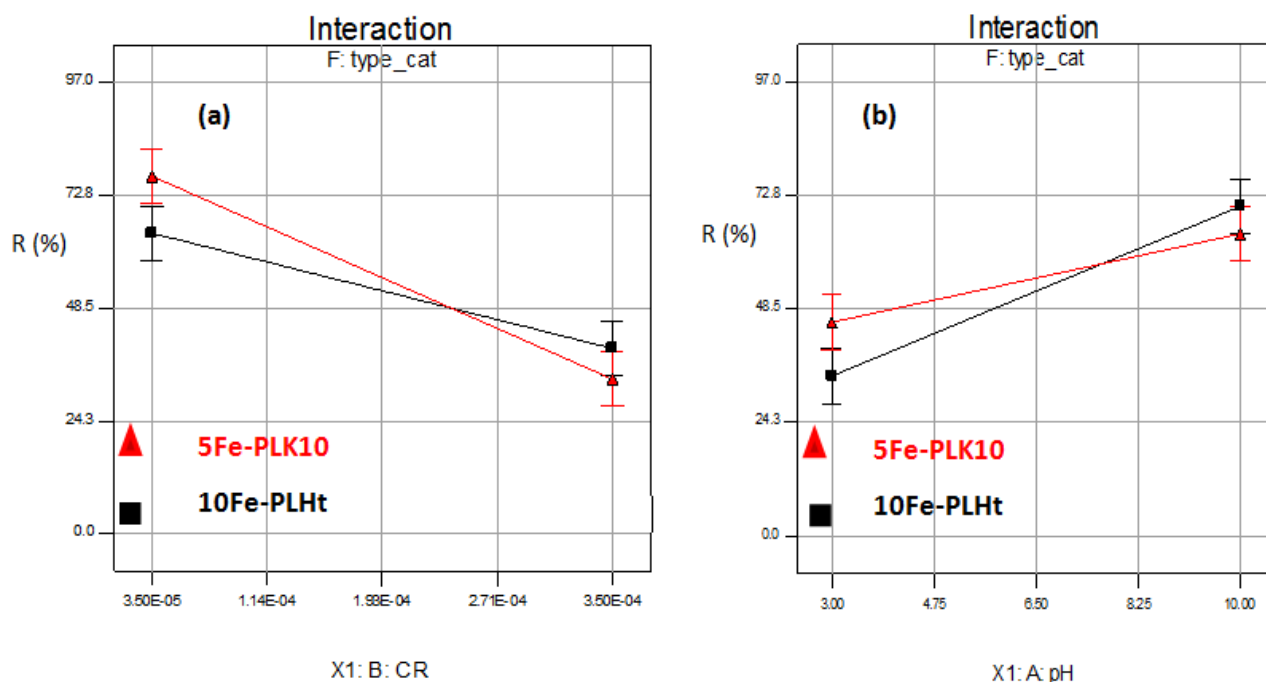 Interaction
F: type_cat
97.0
(a)
72.8
R (%)
48.5
24.3
5Fe-PLK10
10Fe-PLHt
0.0
3.50E-05 1.14E-04 1.98E-04 2.71E-04 3.50E-04
X1: B: CR
Interaction
F: type_cat
97.0
(b)
72.8
R (%)
48.5
24.3
5Fe-PLK10
10Fe-PLHt
0.0
3.00 4.75 6.50 8.25 10.00
X1: A: pH